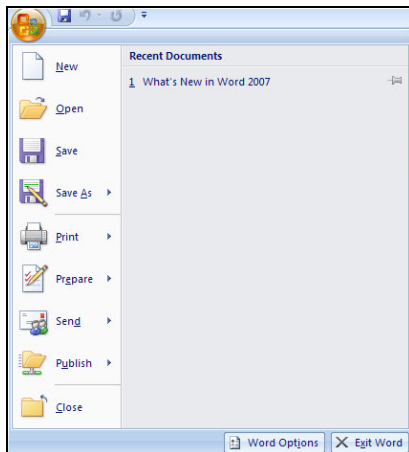 Recent Documents
New
1 What's New in Word 2007
Open
Save
Save As
Print
Prepare
Send
Publish
Close
Word Options
Exit Word